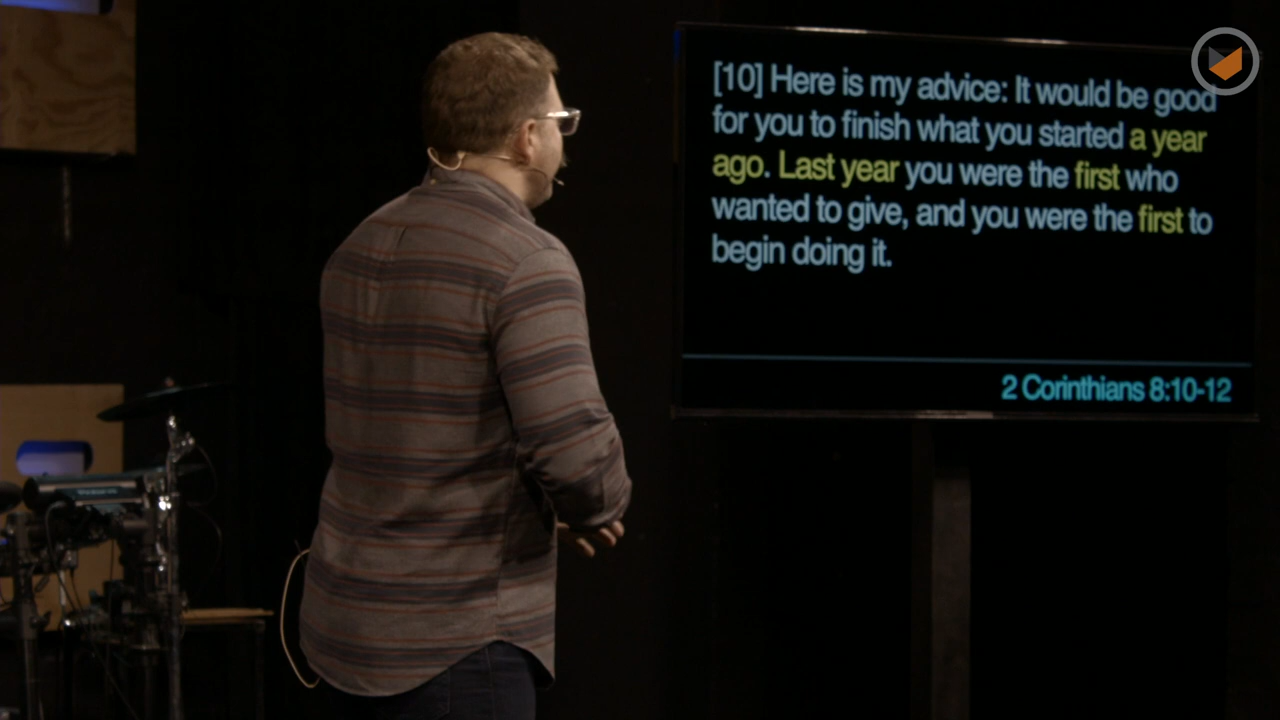 [10] Here is my advice: It would be good
for you to finish what you started a year
ago. Last year you were the first who
wanted to give, and you were the first to
begin doing it.
2 Corinthians 8:10-12